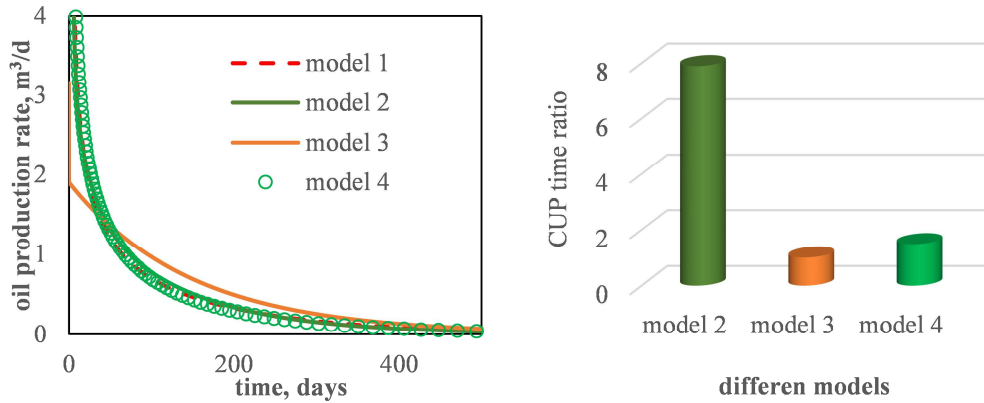 4
3
2
1
0
oil production rate, m³/d
model 1
model 2
model 3
model 4
0
200
400
time, days
8
6
4
2
0
CUP time ratio
model 2
model 3
model 4
differen models